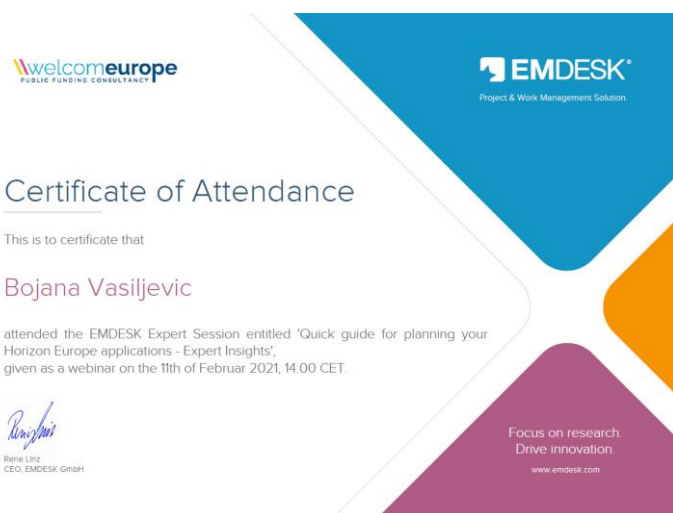 welcomeurope
PUBLIC FUNDING CONSULTANCY
EMDESK
Project & Work Management Solution.
Certificate of Attendance
This is to certificate that
Bojana Vasiljevic
attended the EMDESK Expert Session entitled 'Quick guide for planning your
Horizon Europe applications - Expert Insights',
given as a webinar on the 11th of Februar 2021, 14:00 CET.
Rene Linz
CEO, EMDESK GmbH
Focus on research.
Drive innovation.
www.emdesk.com